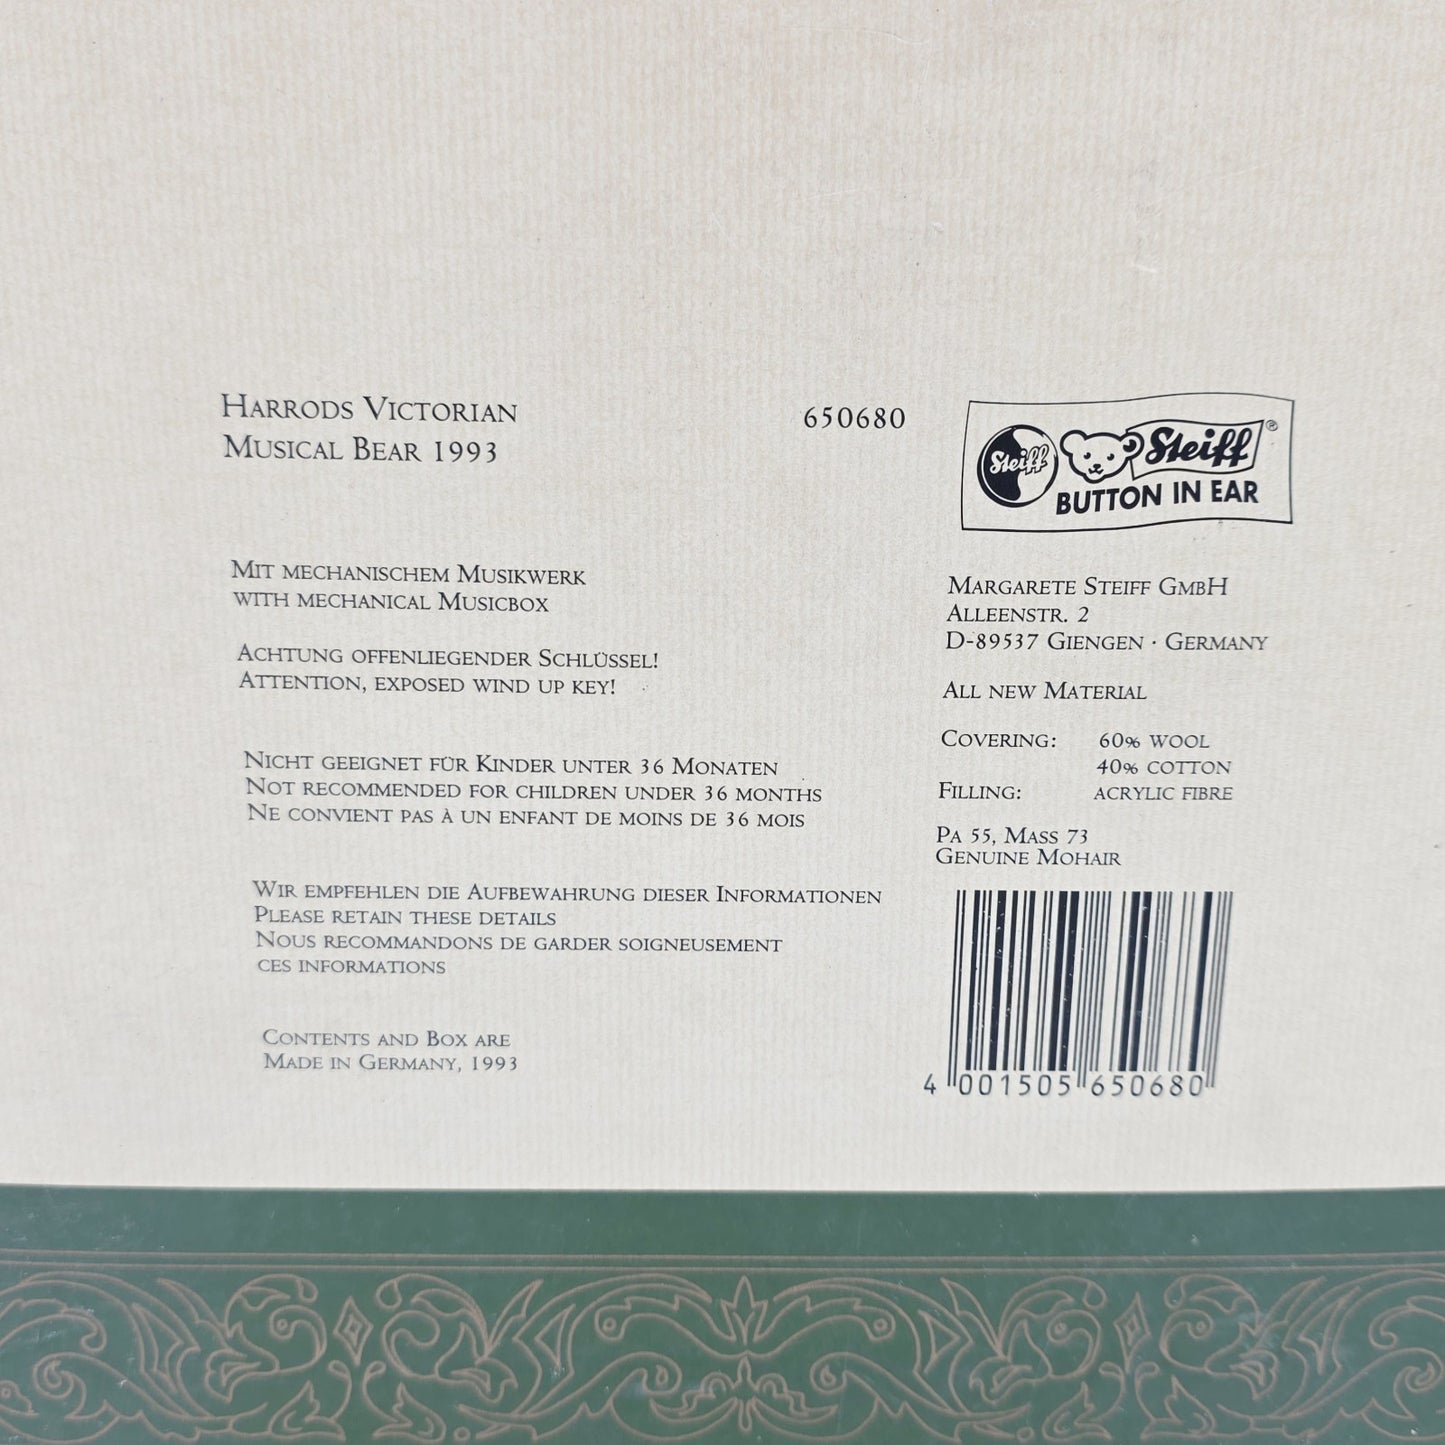 HARRODS VICTORIAN
MUSICAL BEAR 1993
650680
Steiff
Steiff ®
BUTTON IN EAR
MIT MECHANISCHEM MUSIKWERK
WITH MECHANICAL MUSICBOX
ACHTUNG OFFENLIEGENDER SCHLÜSSEL!
ATTENTION, EXPOSED WIND UP KEY!
NICHT GEEIGNET FÜR KINDER UNTER 36 MONATEN
NOT RECOMMENDED FOR CHILDREN UNDER 36 MONTHS
NE CONVIENT PAS À UN ENFANT DE MOINS DE 36 MOIS
WIR EMPFEHLEN DIE AUFBEWAHRUNG DIESER INFORMATIONEN
PLEASE RETAIN THESE DETAILS
NOUS RECOMMANDONS DE GARDER SOIGNEUSEMENT
CES INFORMATIONS
CONTENTS AND BOX ARE
MADE IN GERMANY, 1993
MARGARETE STEIFF GMBH
ALLEENSTR. 2
D-89537 GIENGEN · GERMANY
ALL NEW MATERIAL
COVERING: 60% WOOL
40% COTTON
FILLING: ACRYLIC FIBRE
PA 55, MASS 73
GENUINE MOHAIR
4 001505 650680